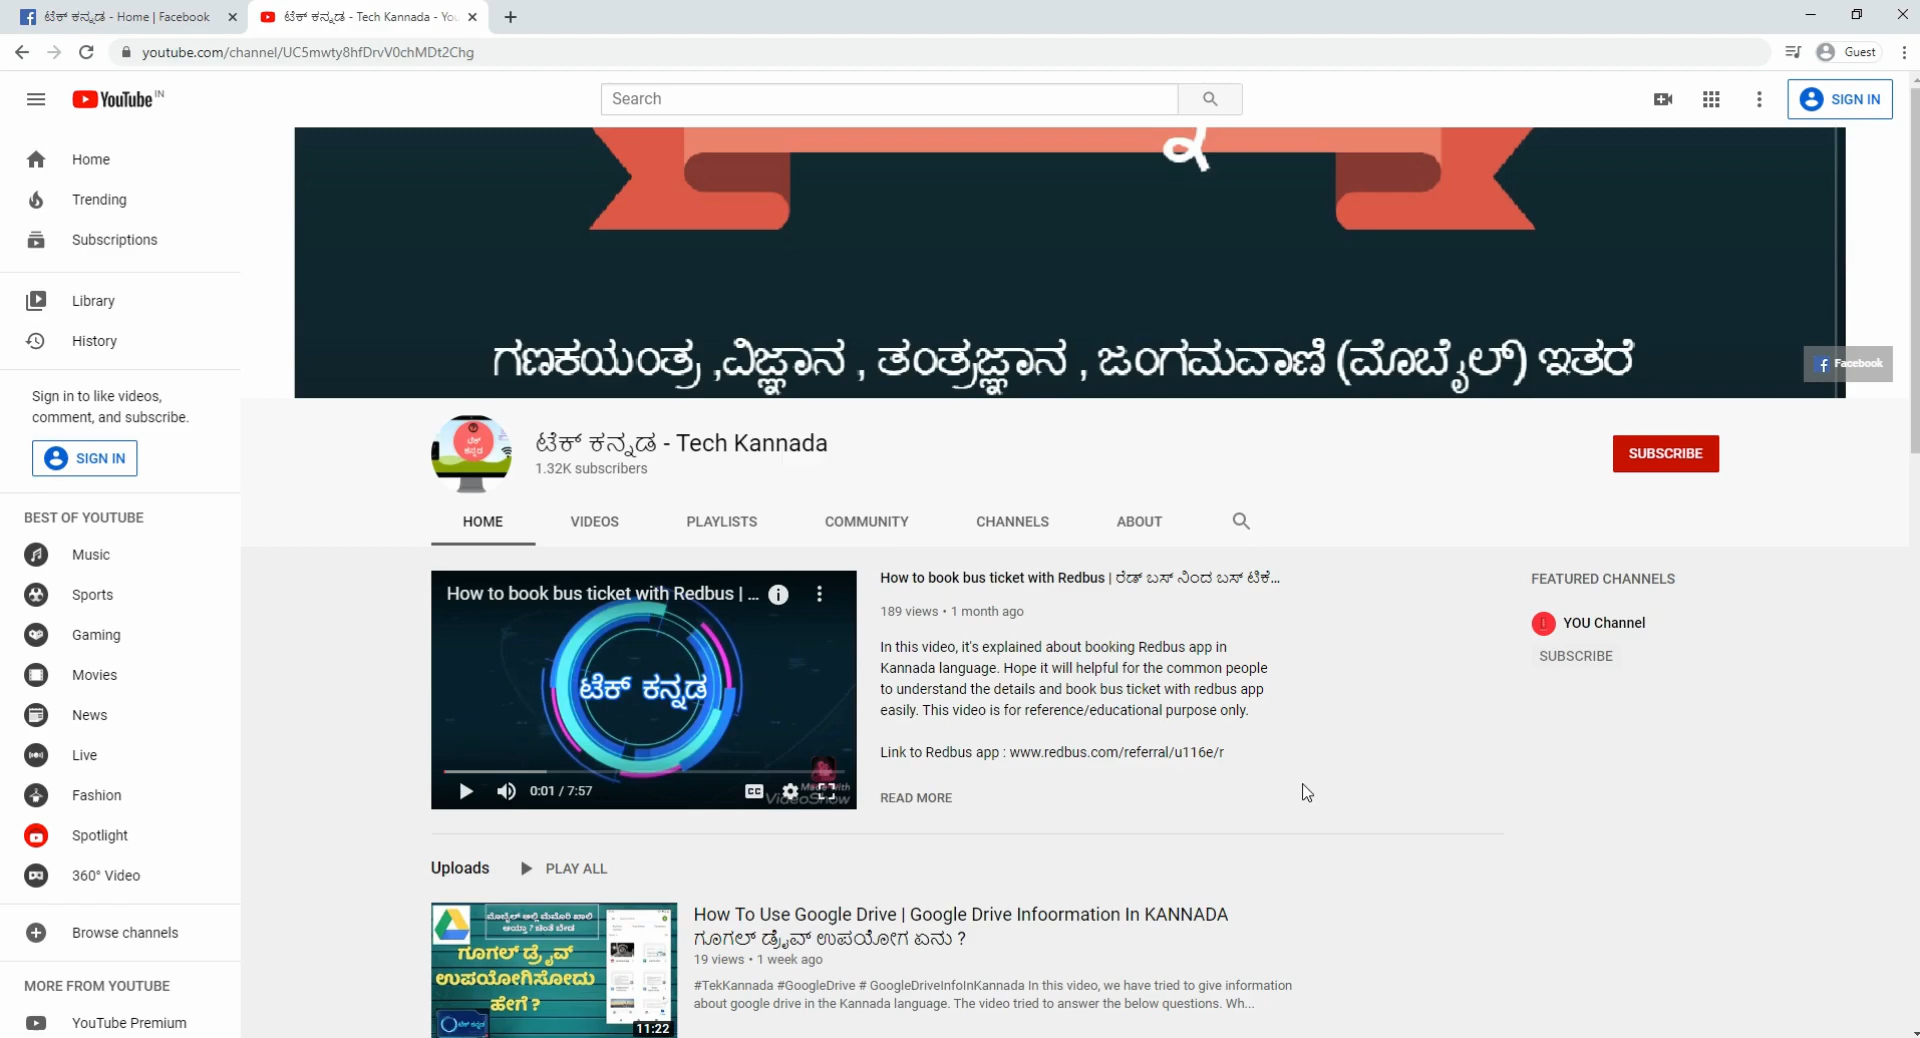 ಟೆಕ್ ಕನ್ನಡ - Home | Facebook
ಟೆಕ್ ಕನ್ನಡ - Tech Kannada - You
youtube.com/channel/UC5mwty8hfDrvV0chMDt2Chg
Guest
YouTube IN
Search
SIGN IN
Home
Trending
Subscriptions
Library
History
Sign in to like videos,
comment, and subscribe.
SIGN IN
BEST OF YOUTUBE
Music
Sports
Gaming
Movies
News
Live
Fashion
Spotlight
360° Video
Browse channels
MORE FROM YOUTUBE
YouTube Premium
ಗಣಕಯಂತ್ರ ,ವಿಜ್ಞಾನ , ತಂತ್ರಜ್ಞಾನ , ಜಂಗಮವಾಣಿ (ಮೊಬೈಲ್) ಇತರೆ
Facebook
ಟೆಕ್ ಕನ್ನಡ - Tech Kannada
1.32K subscribers
SUBSCRIBE
HOME VIDEOS PLAYLISTS COMMUNITY CHANNELS ABOUT
How to book bus ticket with Redbus | ...
ಟೆಕ್ ಕನ್ನಡ
0:01 / 7:57
Made with
VideoShow
How to book bus ticket with Redbus | ರೆಡ್ ಬಸ್ ನಿಂದ ಬಸ್ ಟಿಕೆ...
189 views • 1 month ago
In this video, it's explained about booking Redbus app in
Kannada language. Hope it will helpful for the common people
to understand the details and book bus ticket with redbus app
easily. This video is for reference/educational purpose only.
Link to Redbus app : www.redbus.com/referral/u116e/r
READ MORE
FEATURED CHANNELS
YOU Channel
SUBSCRIBE
Uploads PLAY ALL
ಮೊಬೈಲ್ ಅಲ್ಲಿ ಮೆಮೊರಿ ಖಾಲಿ
ಆಯ್ತಾ ? ಚಿಂತೆ ಬೇಡ
ಗೂಗಲ್ ಡ್ರೈವ್
ಉಪಯೋಗಿಸೋದು
ಹೇಗೆ ?
11:22
How To Use Google Drive | Google Drive Infoormation In KANNADA
ಗೂಗಲ್ ಡ್ರೈವ್ ಉಪಯೋಗ ಏನು ?
19 views • 1 week ago
#TekKannada #GoogleDrive # GoogleDriveInfoInKannada In this video, we have tried to give information
about google drive in the Kannada language. The video tried to answer the below questions. Wh...